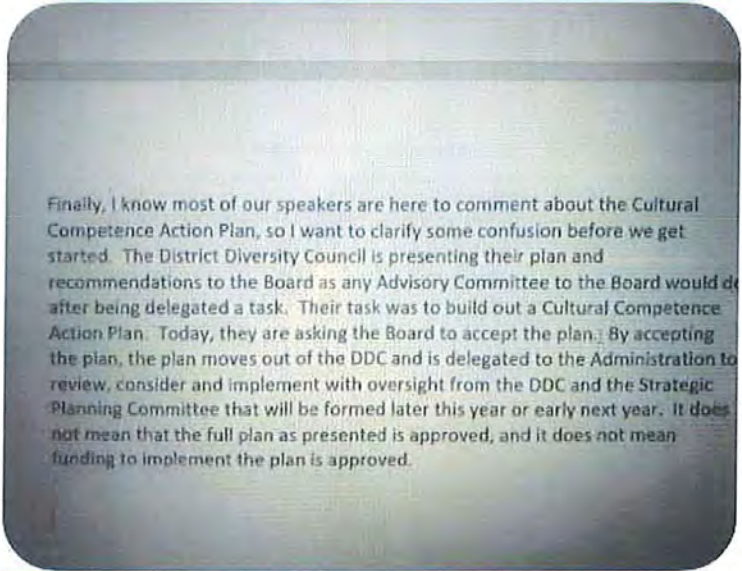 Finally, I know most of our speakers are here to comment about the Cultural
Competence Action Plan, so I want to clarify some confusion before we get
started. The District Diversity Council is presenting their plan and
recommendations to the Board as any Advisory Committee to the Board would do
after being delegated a task. Their task was to build out a Cultural Competence
Action Plan. Today, they are asking the Board to accept the plan. By accepting
the plan, the plan moves out of the DDC and is delegated to the Administration to
review, consider and implement with oversight from the DDC and the Strategic
Planning Committee that will be formed later this year or early next year. It does
not mean that the full plan as presented is approved, and it does not mean
funding to implement the plan is approved.